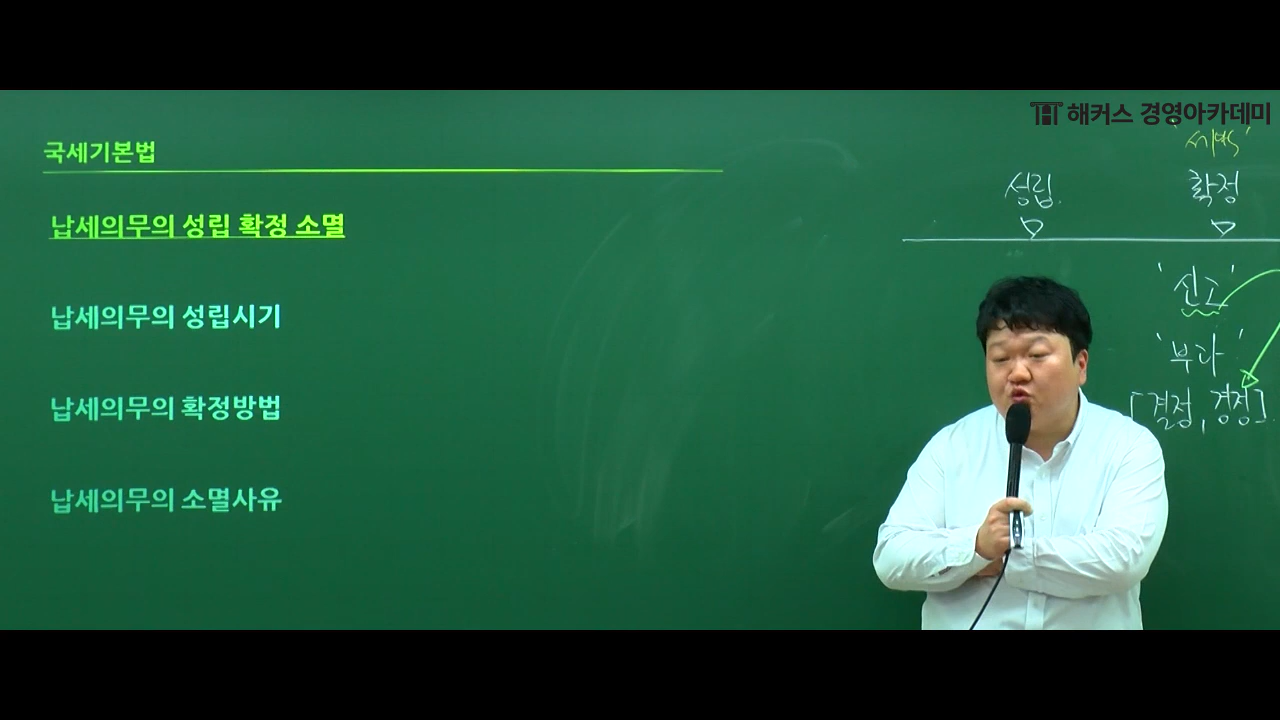 해커스 경영아카데미
국세기본법
납세의무의 성립 확정 소멸
납세의무의 성립시기
납세의무의 확정방법
납세의무의 소멸사유
'세액'
성립 확정
'신고'
'부과'
[결정, 경정]